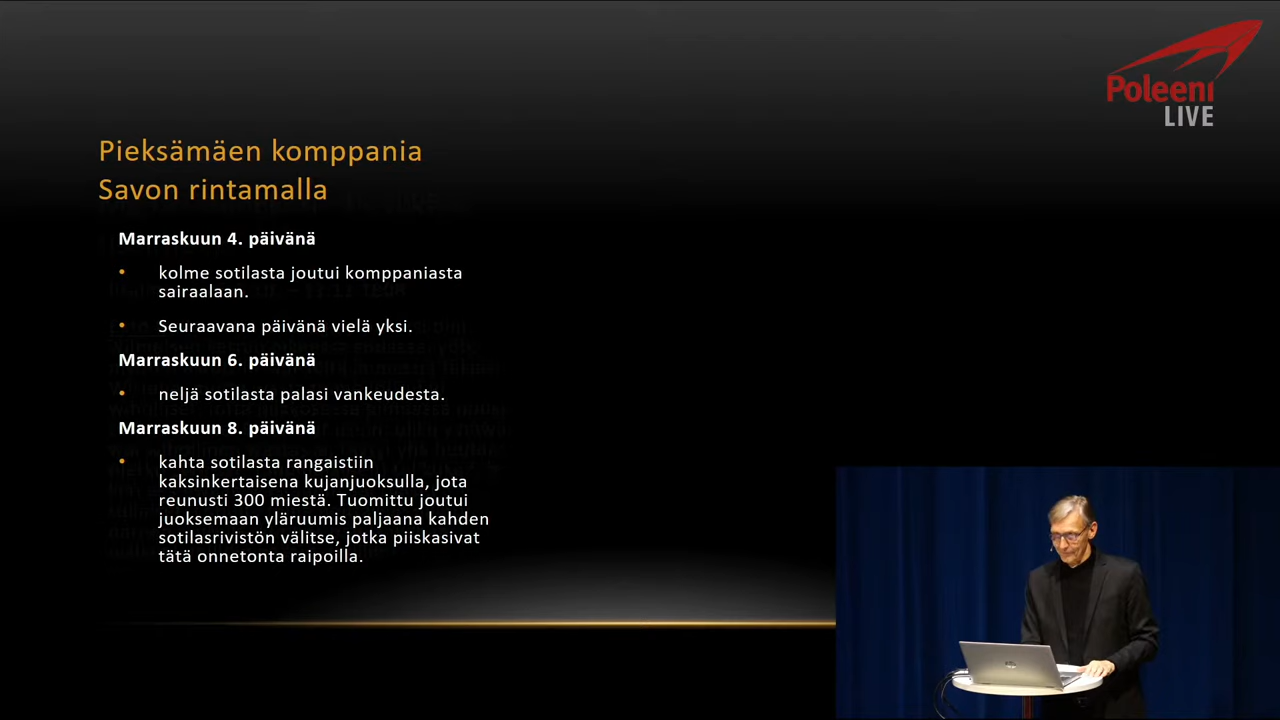 Poleeni
LIVE
Pieksämäen komppania
Savon rintamalla
Marraskuun 4. päivänä
• kolme sotilasta joutui komppaniasta
sairaalaan.
• Seuraavana päivänä vielä yksi.
Marraskuun 6. päivänä
• neljä sotilasta palasi vankeudesta.
Marraskuun 8. päivänä
• kahta sotilasta rangaistiin
kaksinkertaisena kujanjuoksulla, jota
reunusti 300 miestä. Tuomittu joutui
juoksemaan yläruumis paljaana kahden
sotilasrivistön välitse, jotka piiskasivat
tätä onnetonta raipoilla.